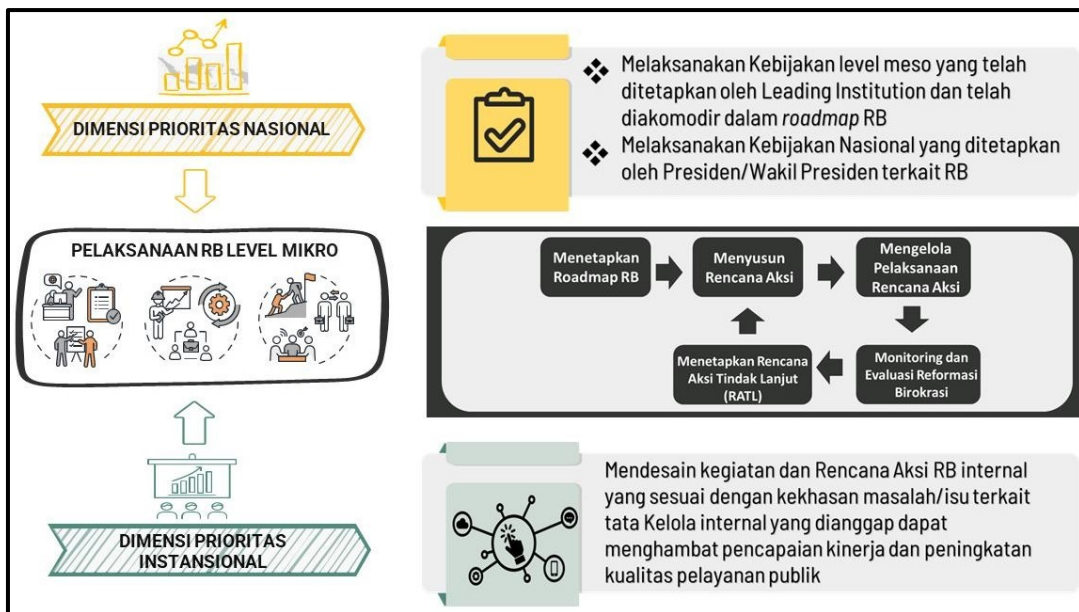 DIMENSI PRIORITAS NASIONAL
❖ Melaksanakan Kebijakan level meso yang telah
ditetapkan oleh Leading Institution dan telah
diakomodir dalam roadmap RB
❖ Melaksanakan Kebijakan Nasional yang ditetapkan
oleh Presiden/Wakil Presiden terkait RB
PELAKSANAAN RB LEVEL MIKRO
Menetapkan
Roadmap RB
Menyusun
Rencana Aksi
Mengelola
Pelaksanaan
Rencana Aksi
Monitoring dan
Evaluasi Reformasi
Birokrasi
Menetapkan Rencana
Aksi Tindak Lanjut
(RATL)
DIMENSI PRIORITAS
INSTANSIONAL
Mendesain kegiatan dan Rencana Aksi RB internal
yang sesuai dengan kekhasan masalah/isu terkait
tata Kelola internal yang dianggap dapat
menghambat pencapaian kinerja dan peningkatan
kualitas pelayanan publik